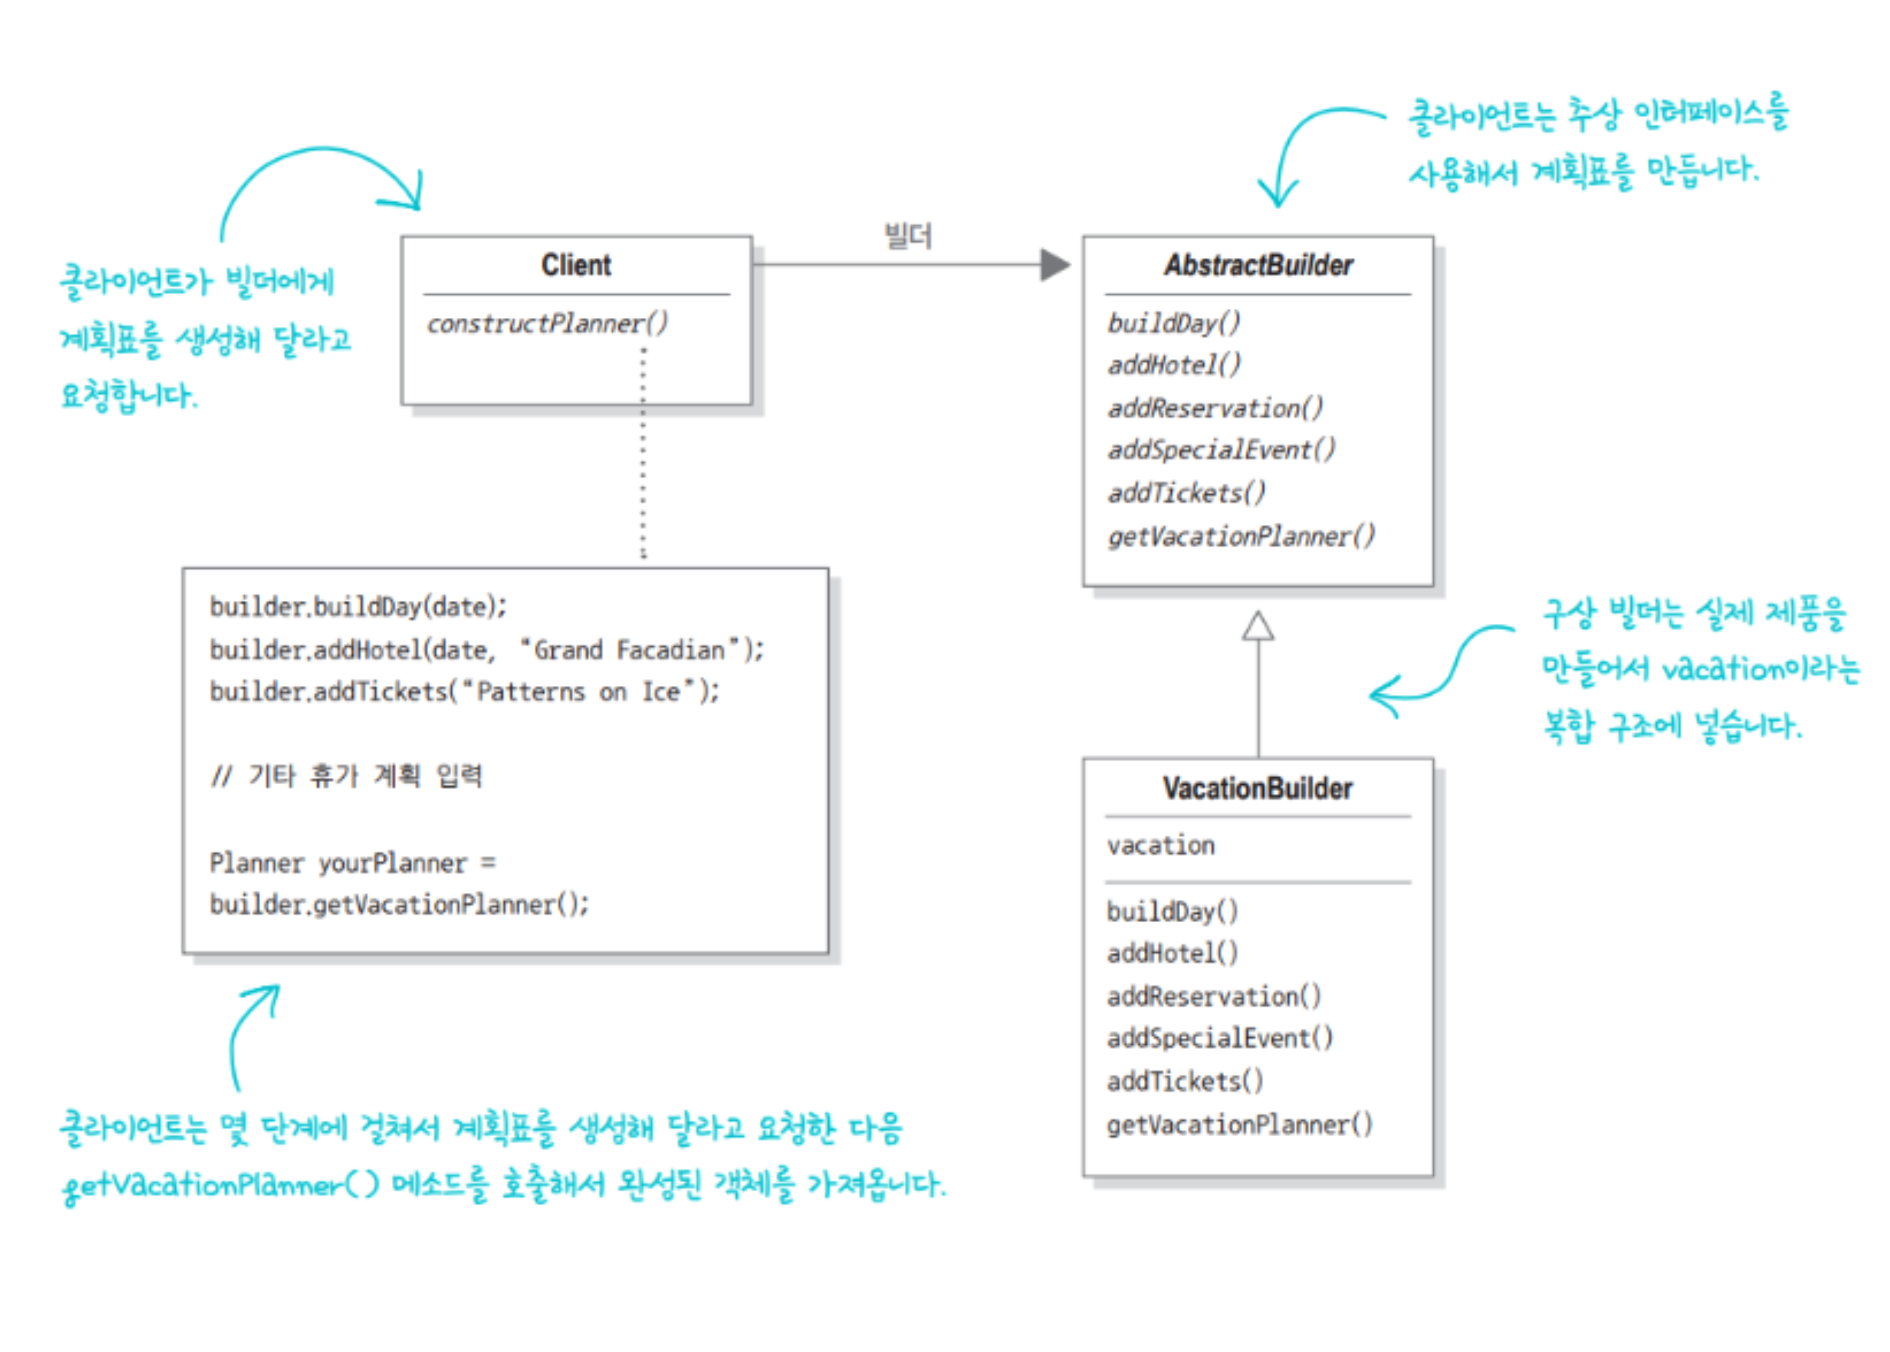 클라이언트는 추상 인터페이스를
사용해서 계획표를 만듭니다.
클라이언트가 빌더에게
계획표를 생성해 달라고
요청합니다.
Client
constructPlanner()
빌더
AbstractBuilder
buildDay()
addHotel()
addReservation()
addSpecialEvent()
addTickets()
getVacationPlanner()
builder.buildDay(date);
builder.addHotel(date, “Grand Facadian”);
builder.addTickets(“Patterns on Ice”);
// 기타 휴가 계획 입력
Planner yourPlanner =
builder.getVacationPlanner();
구상 빌더는 실제 제품을
만들어서 vacation이라는
복합 구조에 넣습니다.
VacationBuilder
vacation
buildDay()
addHotel()
addReservation()
addSpecialEvent()
addTickets()
getVacationPlanner()
클라이언트는 몇 단계에 걸쳐서 계획표를 생성해 달라고 요청한 다음
getVacationPlanner() 메소드를 호출해서 완성된 객체를 가져옵니다.